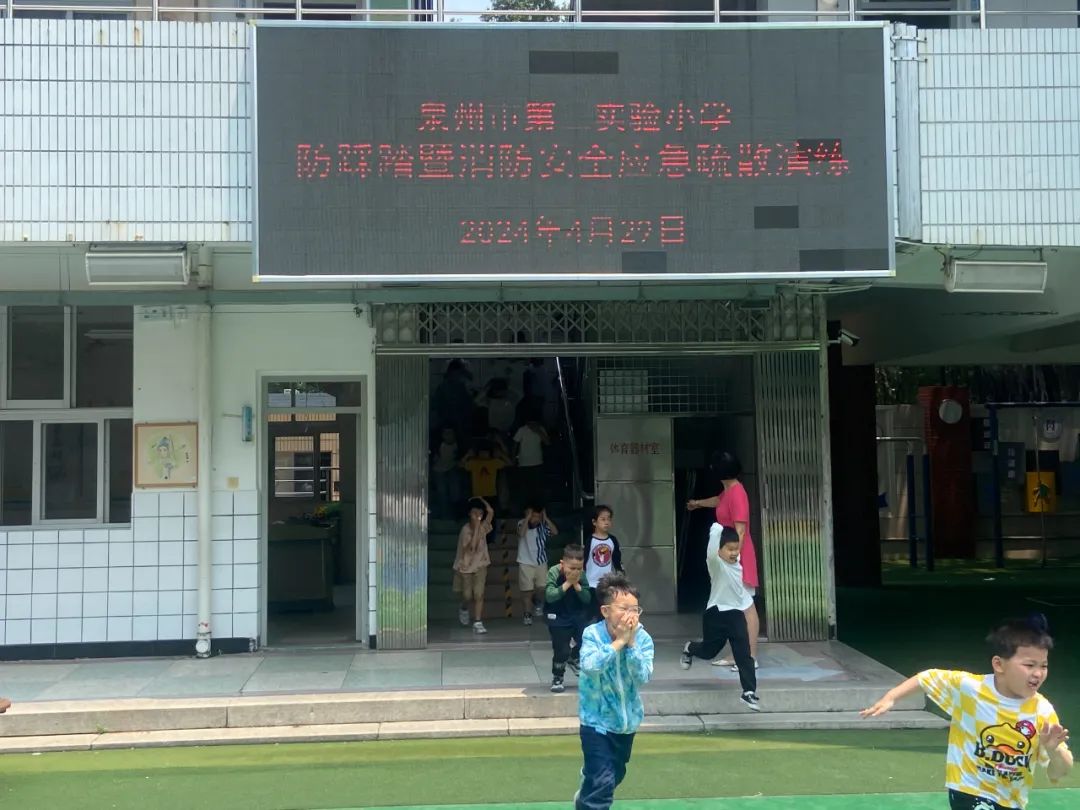 泉州市第二实验小学
防踩踏暨消防安全应急疏散演练
2024年4月29日
体育器材室
B.DUCK